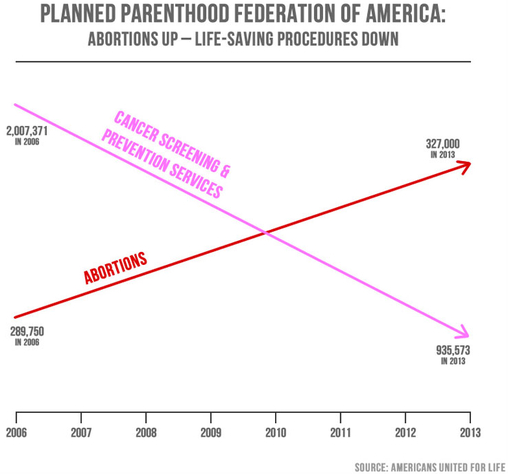 PLANNED PARENTHOOD FEDERATION OF AMERICA:
ABORTIONS UP – LIFE-SAVING PROCEDURES DOWN
2,007,371
IN 2006
CANCER SCREENING &
PREVENTION SERVICES
327,000
IN 2013
ABORTIONS
289,750
IN 2006
935,573
IN 2013
2006 2007 2008 2009 2010 2011 2012 2013
SOURCE: AMERICANS UNITED FOR LIFE